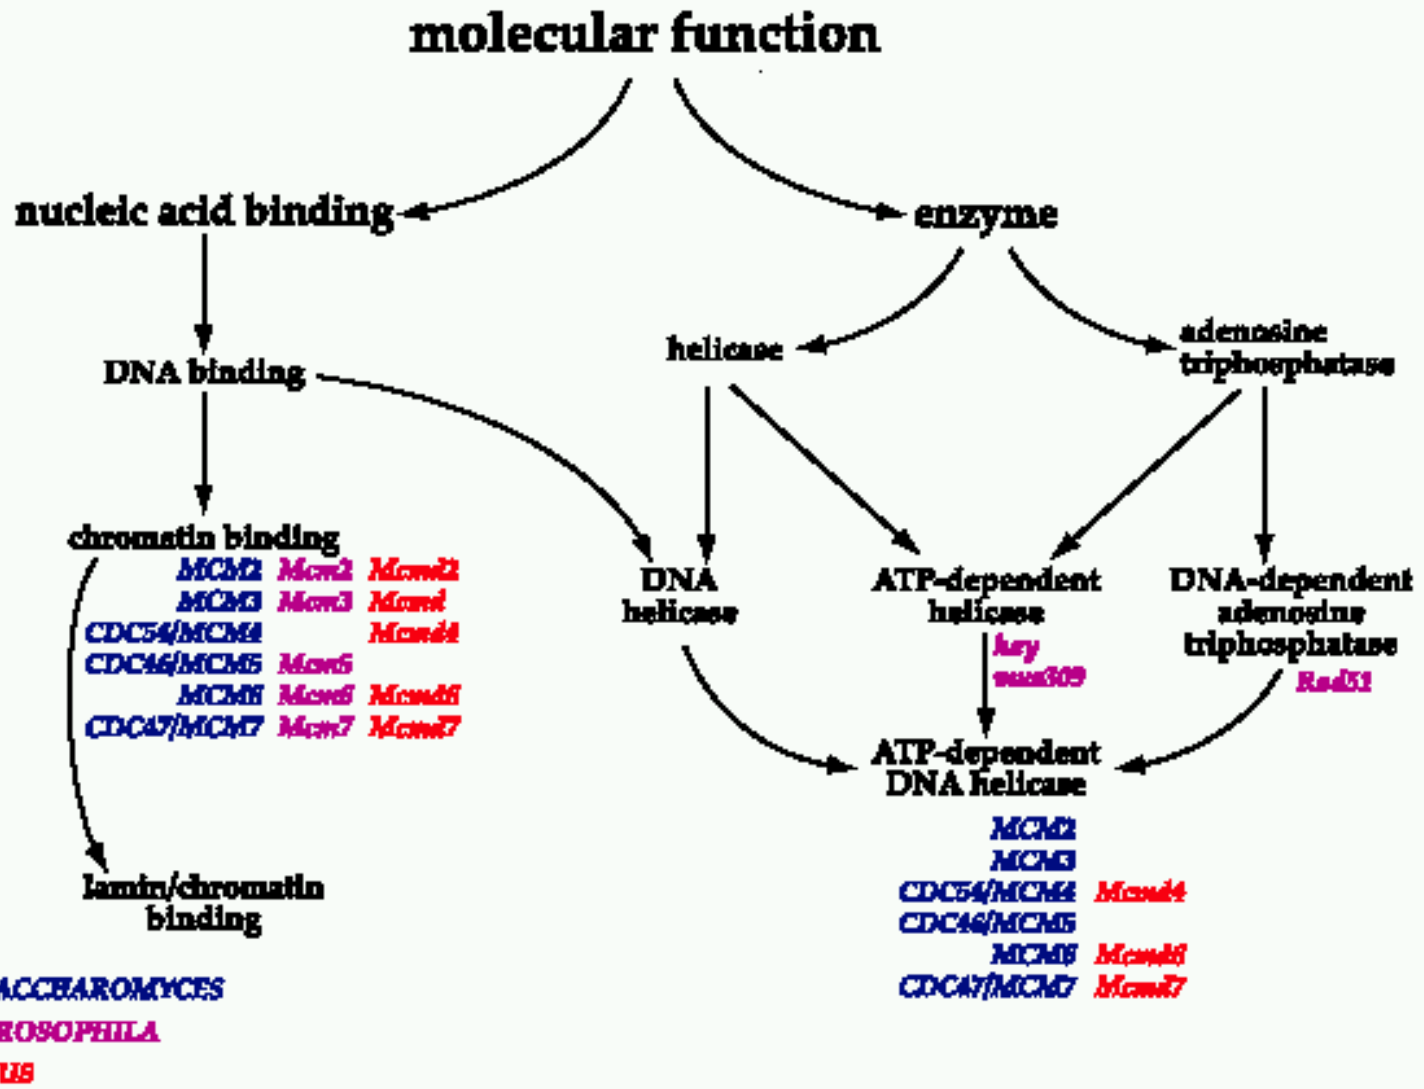 molecular function
nucleic acid binding
enzyme
helicase
adenosine
triphosphatase
DNA binding
chromatin binding
MCM2 Mcm2 Mcmd2
MCM3 Mcm3 Mcmd
CDC54/MCM4 Mcmd4
CDC46/MCM5 Mcm5
MCM6 Mcm6 Mcmd6
CDC47/MCM7 Mcm7 Mcmd7
DNA
helicase
ATP-dependent
helicase
hay
DNA-dependent
adenosine
triphosphatase
Rad51
ATP-dependent
DNA helicase
MCM2
MCM3
CDC54/MCM4 Mcmd4
CDC46/MCM5
MCM6 Mcmd6
CDC47/MCM7 Mcmd7
lamin/chromatin
binding
ACCHAROMYCES
ROSOPHILA
US